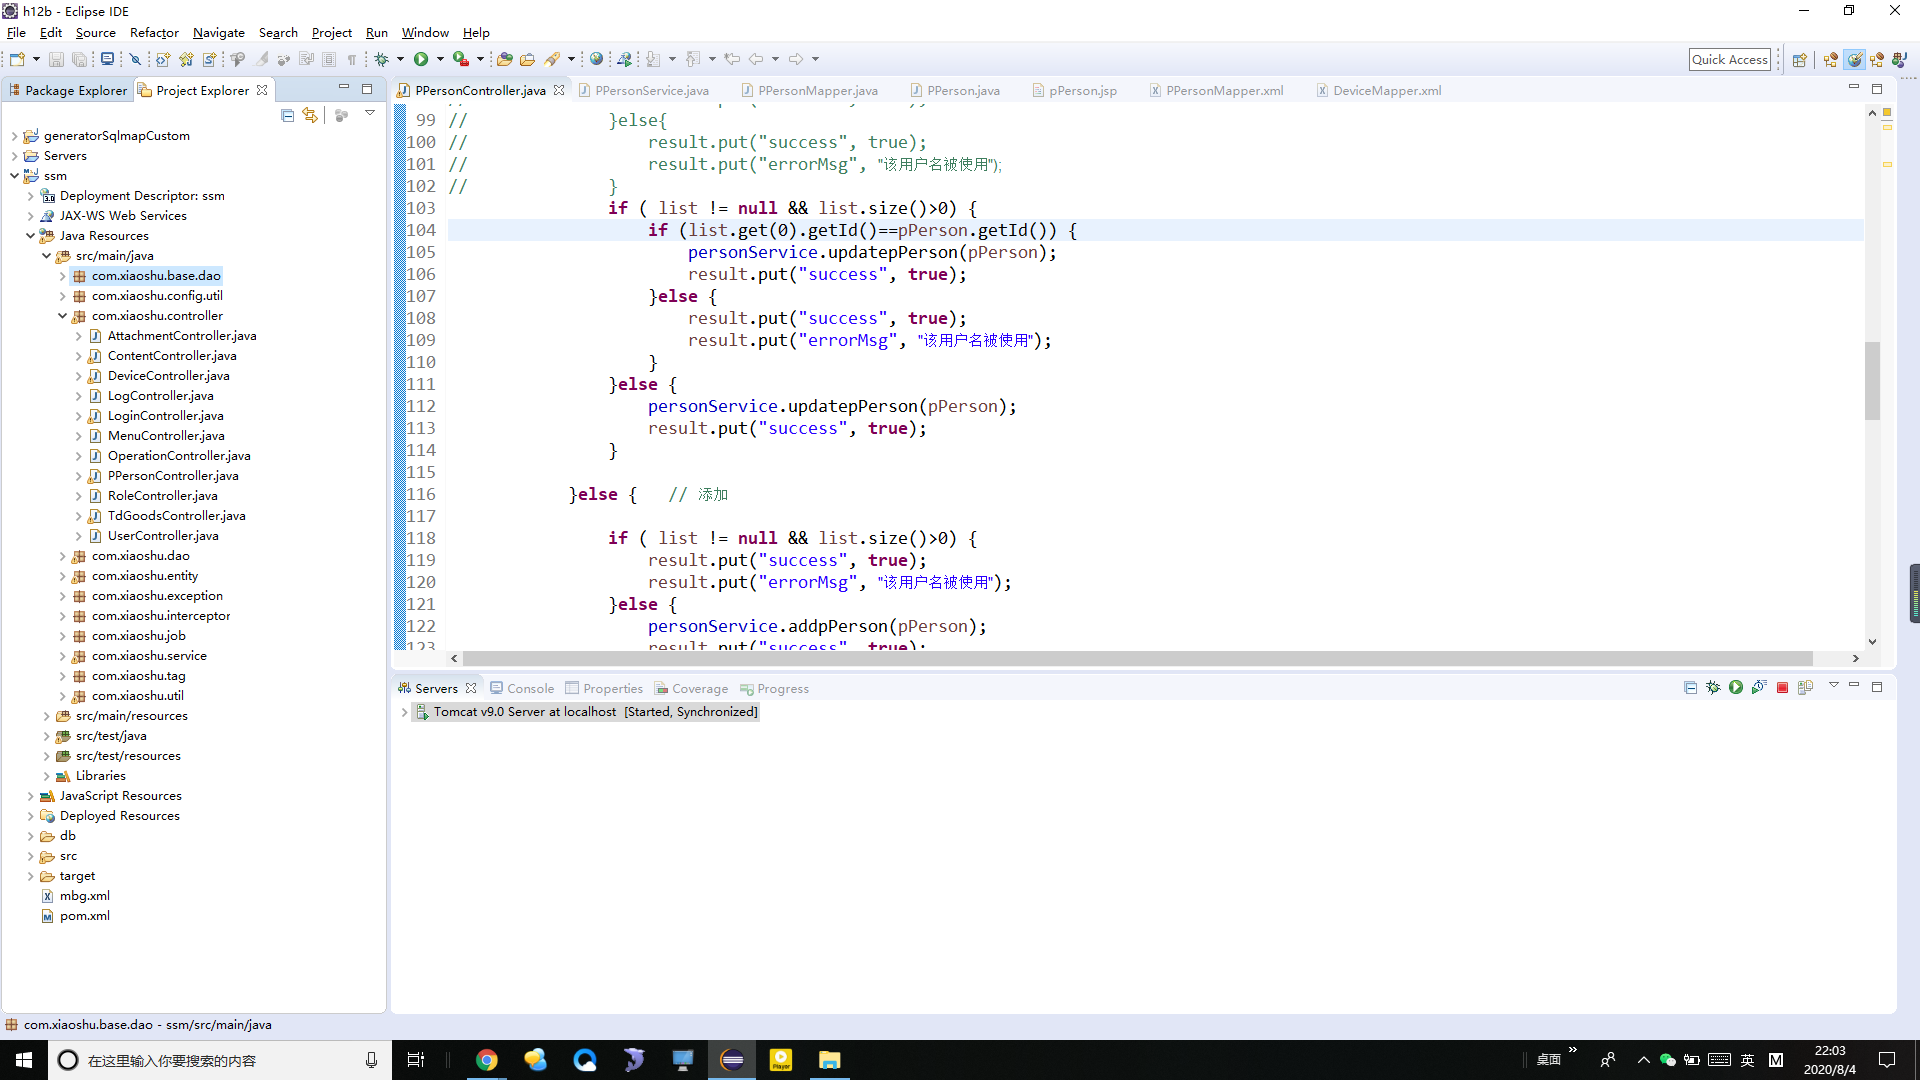 h12b - Eclipse IDE
File Edit Source Refactor Navigate Search Project Run Window Help
Quick Access
Package Explorer Project Explorer
generatorSqlmapCustom
Servers
ssm
Deployment Descriptor: ssm
JAX-WS Web Services
Java Resources
src/main/java
com.xiaoshu.base.dao
com.xiaoshu.config.util
com.xiaoshu.controller
AttachmentController.java
ContentController.java
DeviceController.java
LogController.java
LoginController.java
MenuController.java
OperationController.java
PPersonController.java
RoleController.java
TdGoodsController.java
UserController.java
com.xiaoshu.dao
com.xiaoshu.entity
com.xiaoshu.exception
com.xiaoshu.interceptor
com.xiaoshu.job
com.xiaoshu.service
com.xiaoshu.tag
com.xiaoshu.util
src/main/resources
src/test/java
src/test/resources
Libraries
JavaScript Resources
Deployed Resources
db
src
target
mbg.xml
pom.xml
PPersonController.java PPersonService.java PPersonMapper.java PPerson.java pPerson.jsp PPersonMapper.xml DeviceMapper.xml
99 // }else{
100 // result.put("success", true);
101 // result.put("errorMsg", "该用户名被使用");
102 // }
103 if ( list != null && list.size()>0) {
104 if (list.get(0).getId()==pPerson.getId()) {
105 personService.updatepPerson(pPerson);
106 result.put("success", true);
107 }else {
108 result.put("success", true);
109 result.put("errorMsg", "该用户名被使用");
110 }
111 }else {
112 personService.updatepPerson(pPerson);
113 result.put("success", true);
114 }
115
116 }else { // 添加
117
118 if ( list != null && list.size()>0) {
119 result.put("success", true);
120 result.put("errorMsg", "该用户名被使用");
121 }else {
122 personService.addpPerson(pPerson);
123 result.put("success", true);
Servers Console Properties Coverage Progress
Tomcat v9.0 Server at localhost [Started, Synchronized]
com.xiaoshu.base.dao - ssm/src/main/java
在这里输入你要搜索的内容
Player
桌面
英
M
22:03
2020/8/4